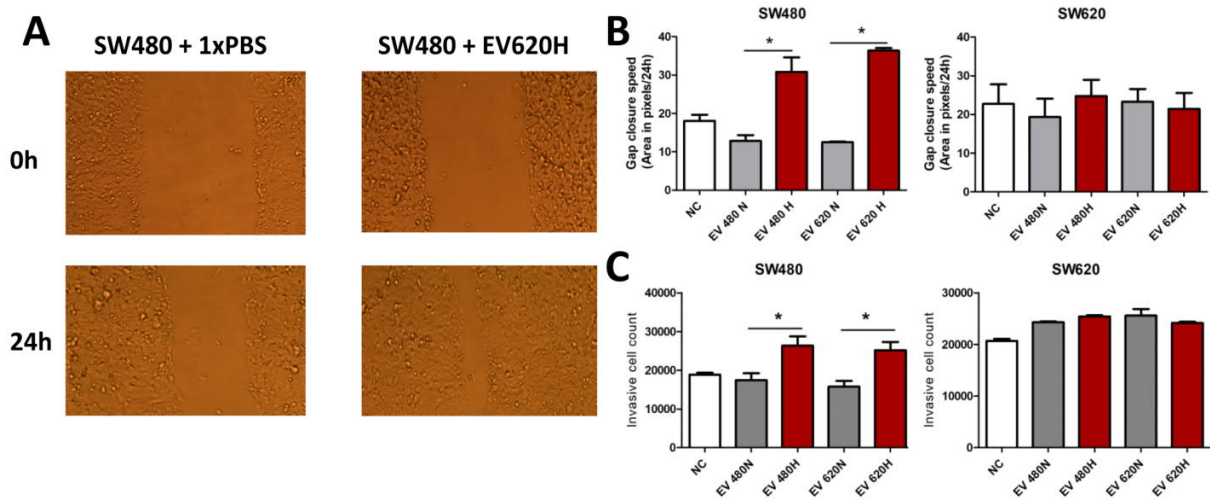 A
SW480 + 1xPBS
SW480 + EV620H
0h
24h
B
SW480
Gap closure speed
(Area in pixels/24h)
40
30
20
10
0
*
*
NC
EV 480 N
EV 480 H
EV 620 N
EV 620 H
SW620
Gap closure speed
(Area in pixels/24h)
40
30
20
10
0
NC
EV 480N
EV 480H
EV 620N
EV 620H
C
SW480
Invasive cell count
40000
30000
20000
10000
0
*
*
NC
EV 480N
EV 480H
EV 620N
EV 620H
SW620
Invasive cell count
30000
20000
10000
0
NC
EV 480N
EV 480H
EV 620N
EV 620H